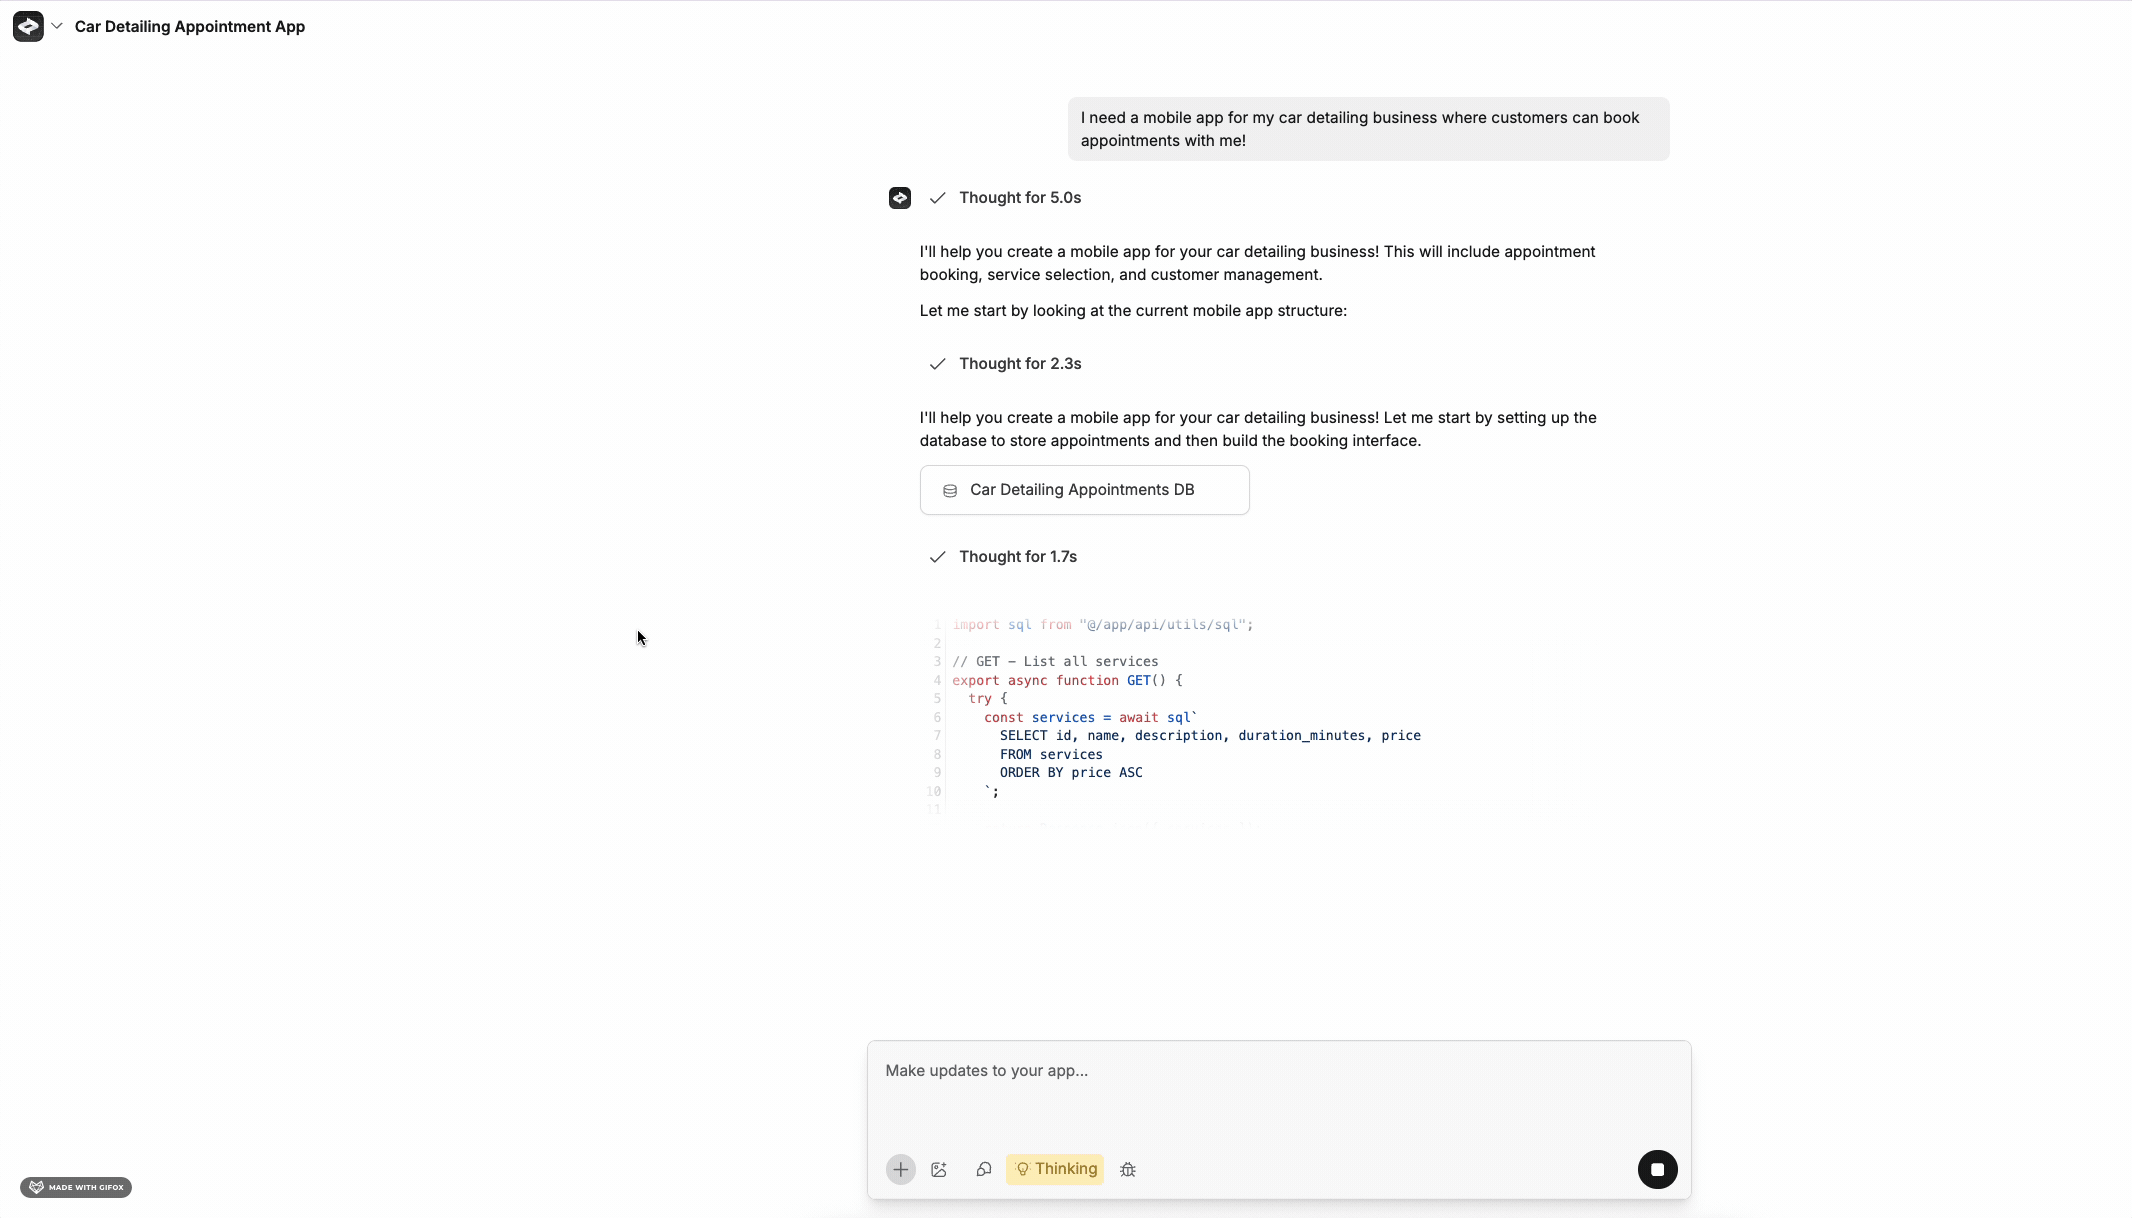 Car Detailing Appointment App
I need a mobile app for my car detailing business where customers can book
appointments with me!
Thought for 5.0s
I'll help you create a mobile app for your car detailing business! This will include appointment
booking, service selection, and customer management.
Let me start by looking at the current mobile app structure:
Thought for 2.3s
I'll help you create a mobile app for your car detailing business! Let me start by setting up the
database to store appointments and then build the booking interface.
Car Detailing Appointments DB
Thought for 1.7s
1 import sql from "@/app/api/utils/sql";
2
3 // GET – List all services
4 export async function GET() {
5 try {
6 const services = await sql`
7 SELECT id, name, description, duration_minutes, price
8 FROM services
9 ORDER BY price ASC
10 `;
11
Make updates to your app...
Thinking
MADE WITH GIFOX